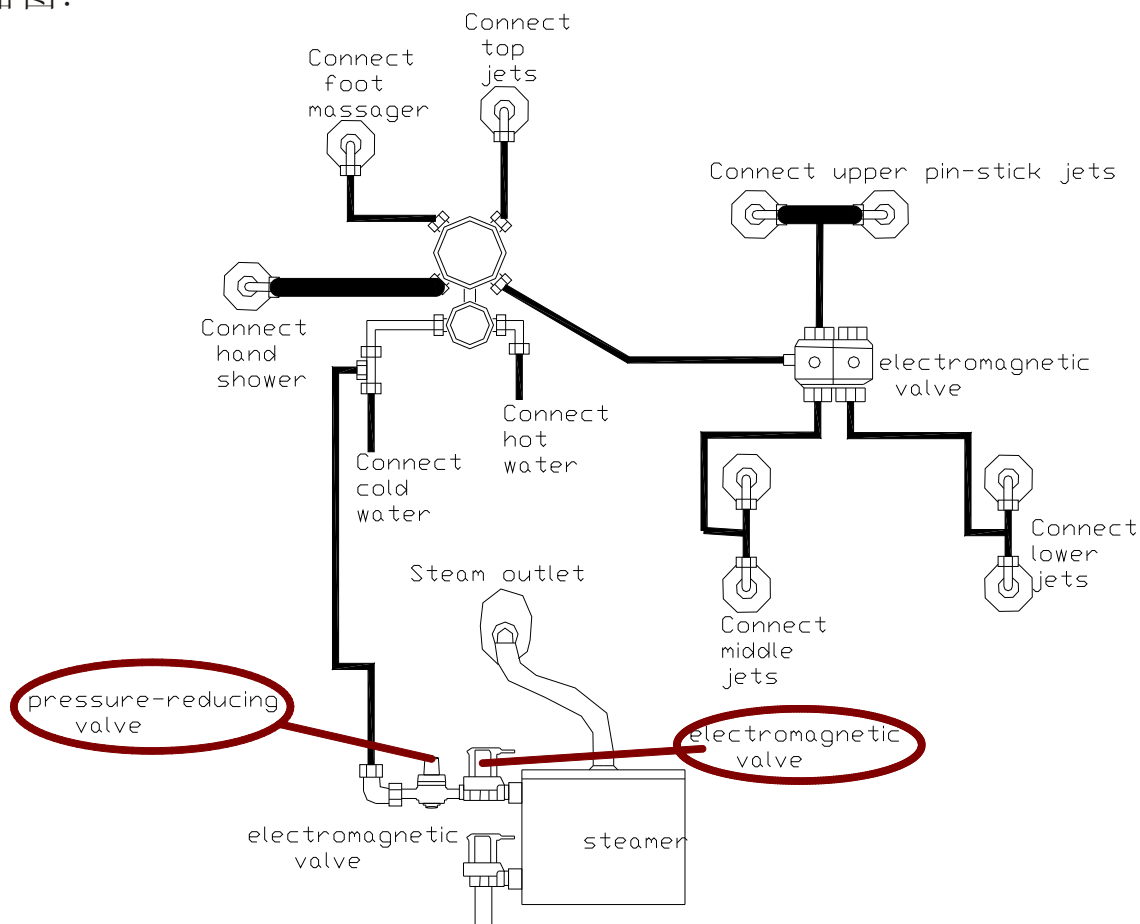 图:
Connect
top
jets
Connect
foot
massager
Connect upper pin-stick jets
Connect
hand
shower
electromagnetic
valve
Connect
hot
water
Connect
cold
water
Connect
lower
jets
Steam outlet
Connect
middle
jets
pressure-reducing
valve
electromagnetic
valve
electromagnetic
valve
steamer